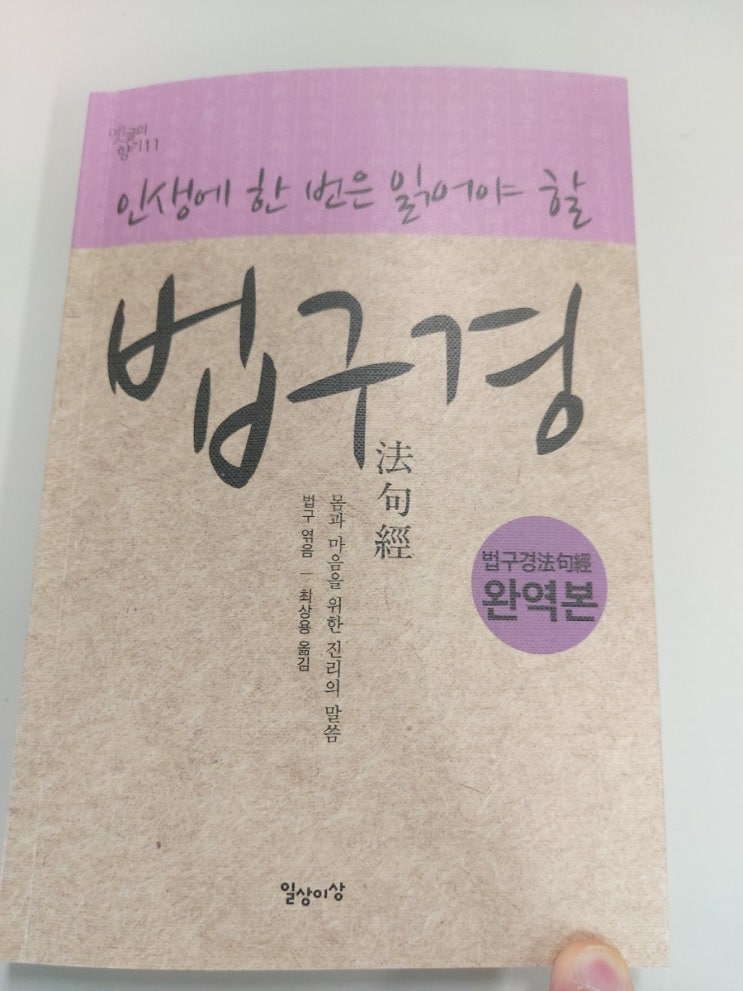 옛글의
향기11
인생에 한 번은 읽어야 할
법구경
法句經
몸과 마음을 위한 진리의 말씀
법구 엮음 ― 최상용 옮김
법구경法句經
완역본
일상이상